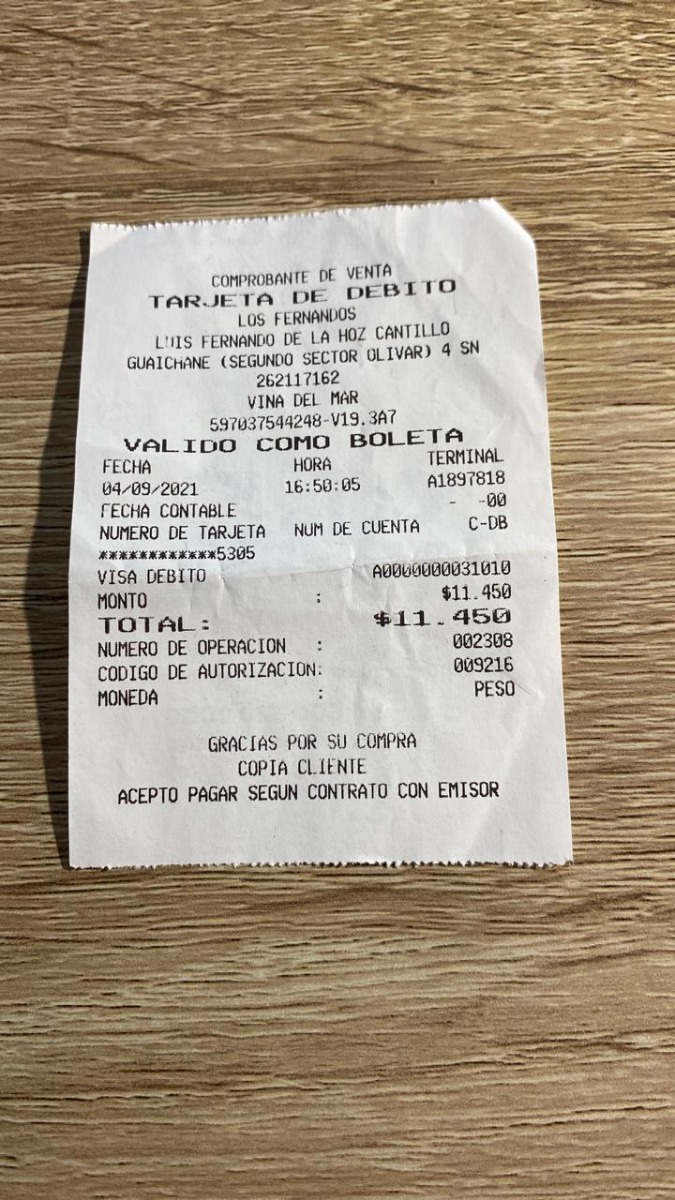 COMPROBANTE DE VENTA
TARJETA DE DEBITO
LOS FERNANDOS
LUIS FERNANDO DE LA HOZ CANTILLO
GUAICHANE (SEGUNDO SECTOR OLIVAR) 4 SN
262117162
VINA DEL MAR
597037544248-V19.3A7
VALIDO COMO BOLETA
FECHA HORA TERMINAL
04/09/2021 16:50:05 A1897818
FECHA CONTABLE - -00
NUMERO DE TARJETA NUM DE CUENTA C-DB
************5305
VISA DEBITO A0000000031010
MONTO : $11.450
TOTAL: $11.450
NUMERO DE OPERACION : 002308
CODIGO DE AUTORIZACION: 009216
MONEDA : PESO
GRACIAS POR SU COMPRA
COPIA CLIENTE
ACEPTO PAGAR SEGUN CONTRATO CON EMISOR